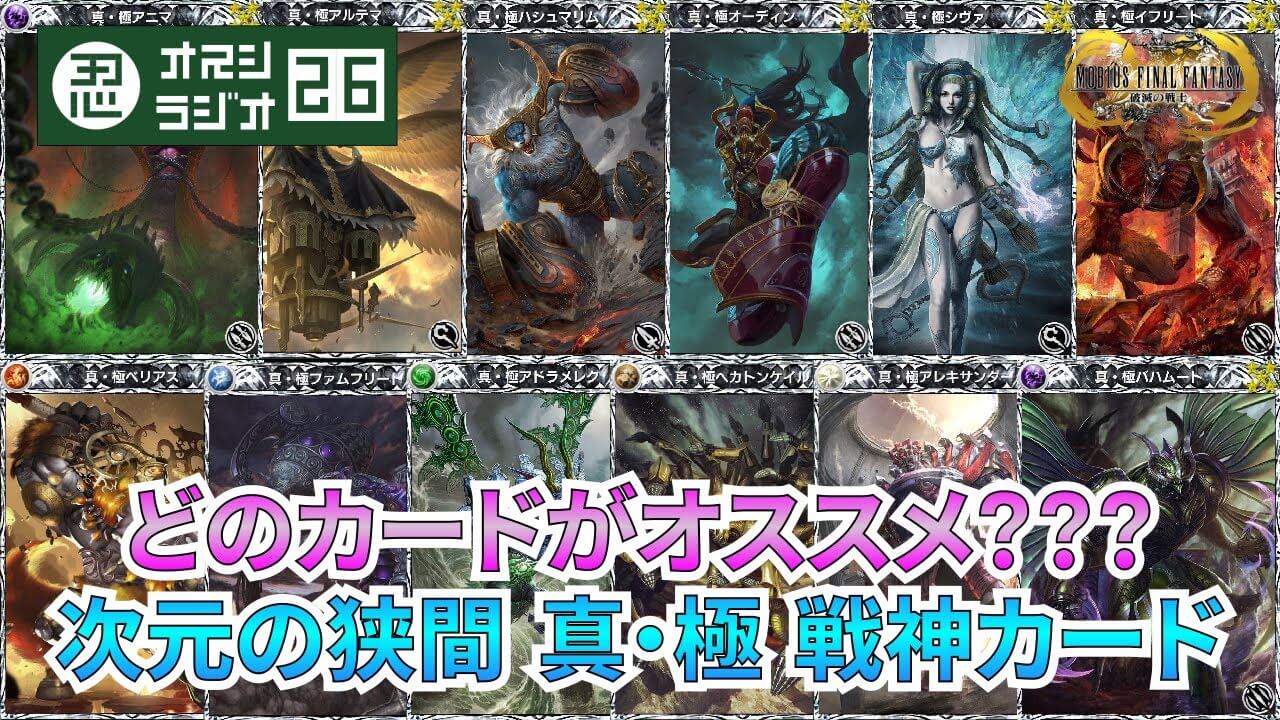 真・極アニマ
真・極アルテマ
真・極ハシュマリム
真・極オーディン
真・極シヴァ
真・極イフリート
忍
オスシ
ラジオ
26
MOBIUS FINAL FANTASY
破滅の戦士
真・極ベリアス
真・極ファムフリート
真・極アドラメレク
真・極ヘカトンケイル
真・極アレキサンダー
真・極バハムート
どのカードがオススメ???
次元の狭間 真・極 戦神カード